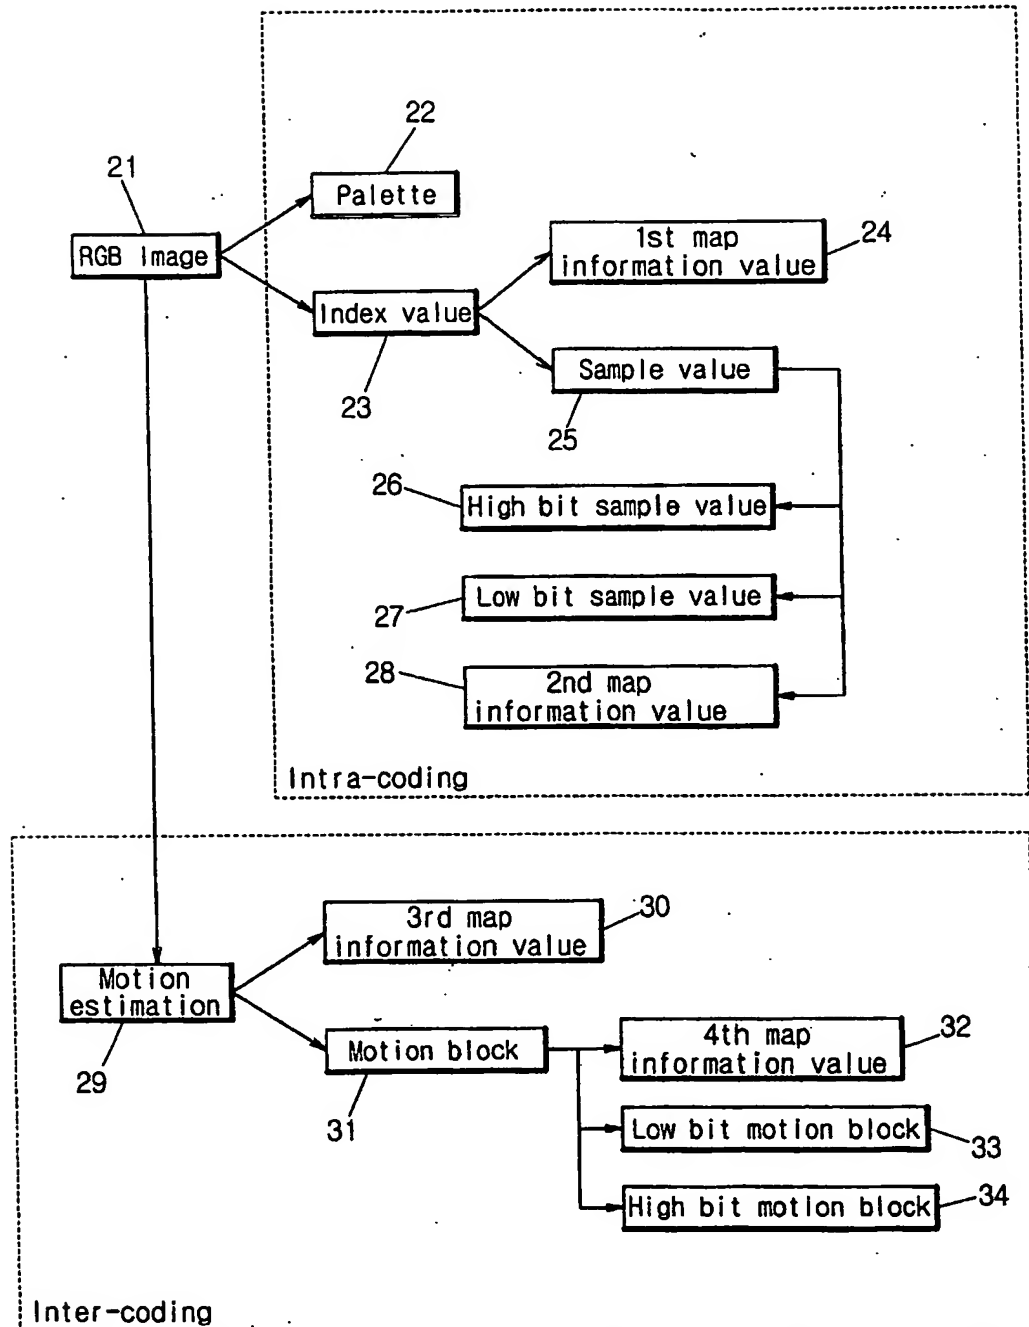 22
21
Palette
RGB Image
1st map
information value
24
Index value
23
Sample value
25
26
High bit sample value
Low bit sample value
27
28
2nd map
information value
Intra-coding
3rd map
information value
30
Motion
estimation
29
Motion block
31
4th map
information value
32
Low bit motion block
33
High bit motion block
34
Inter-coding